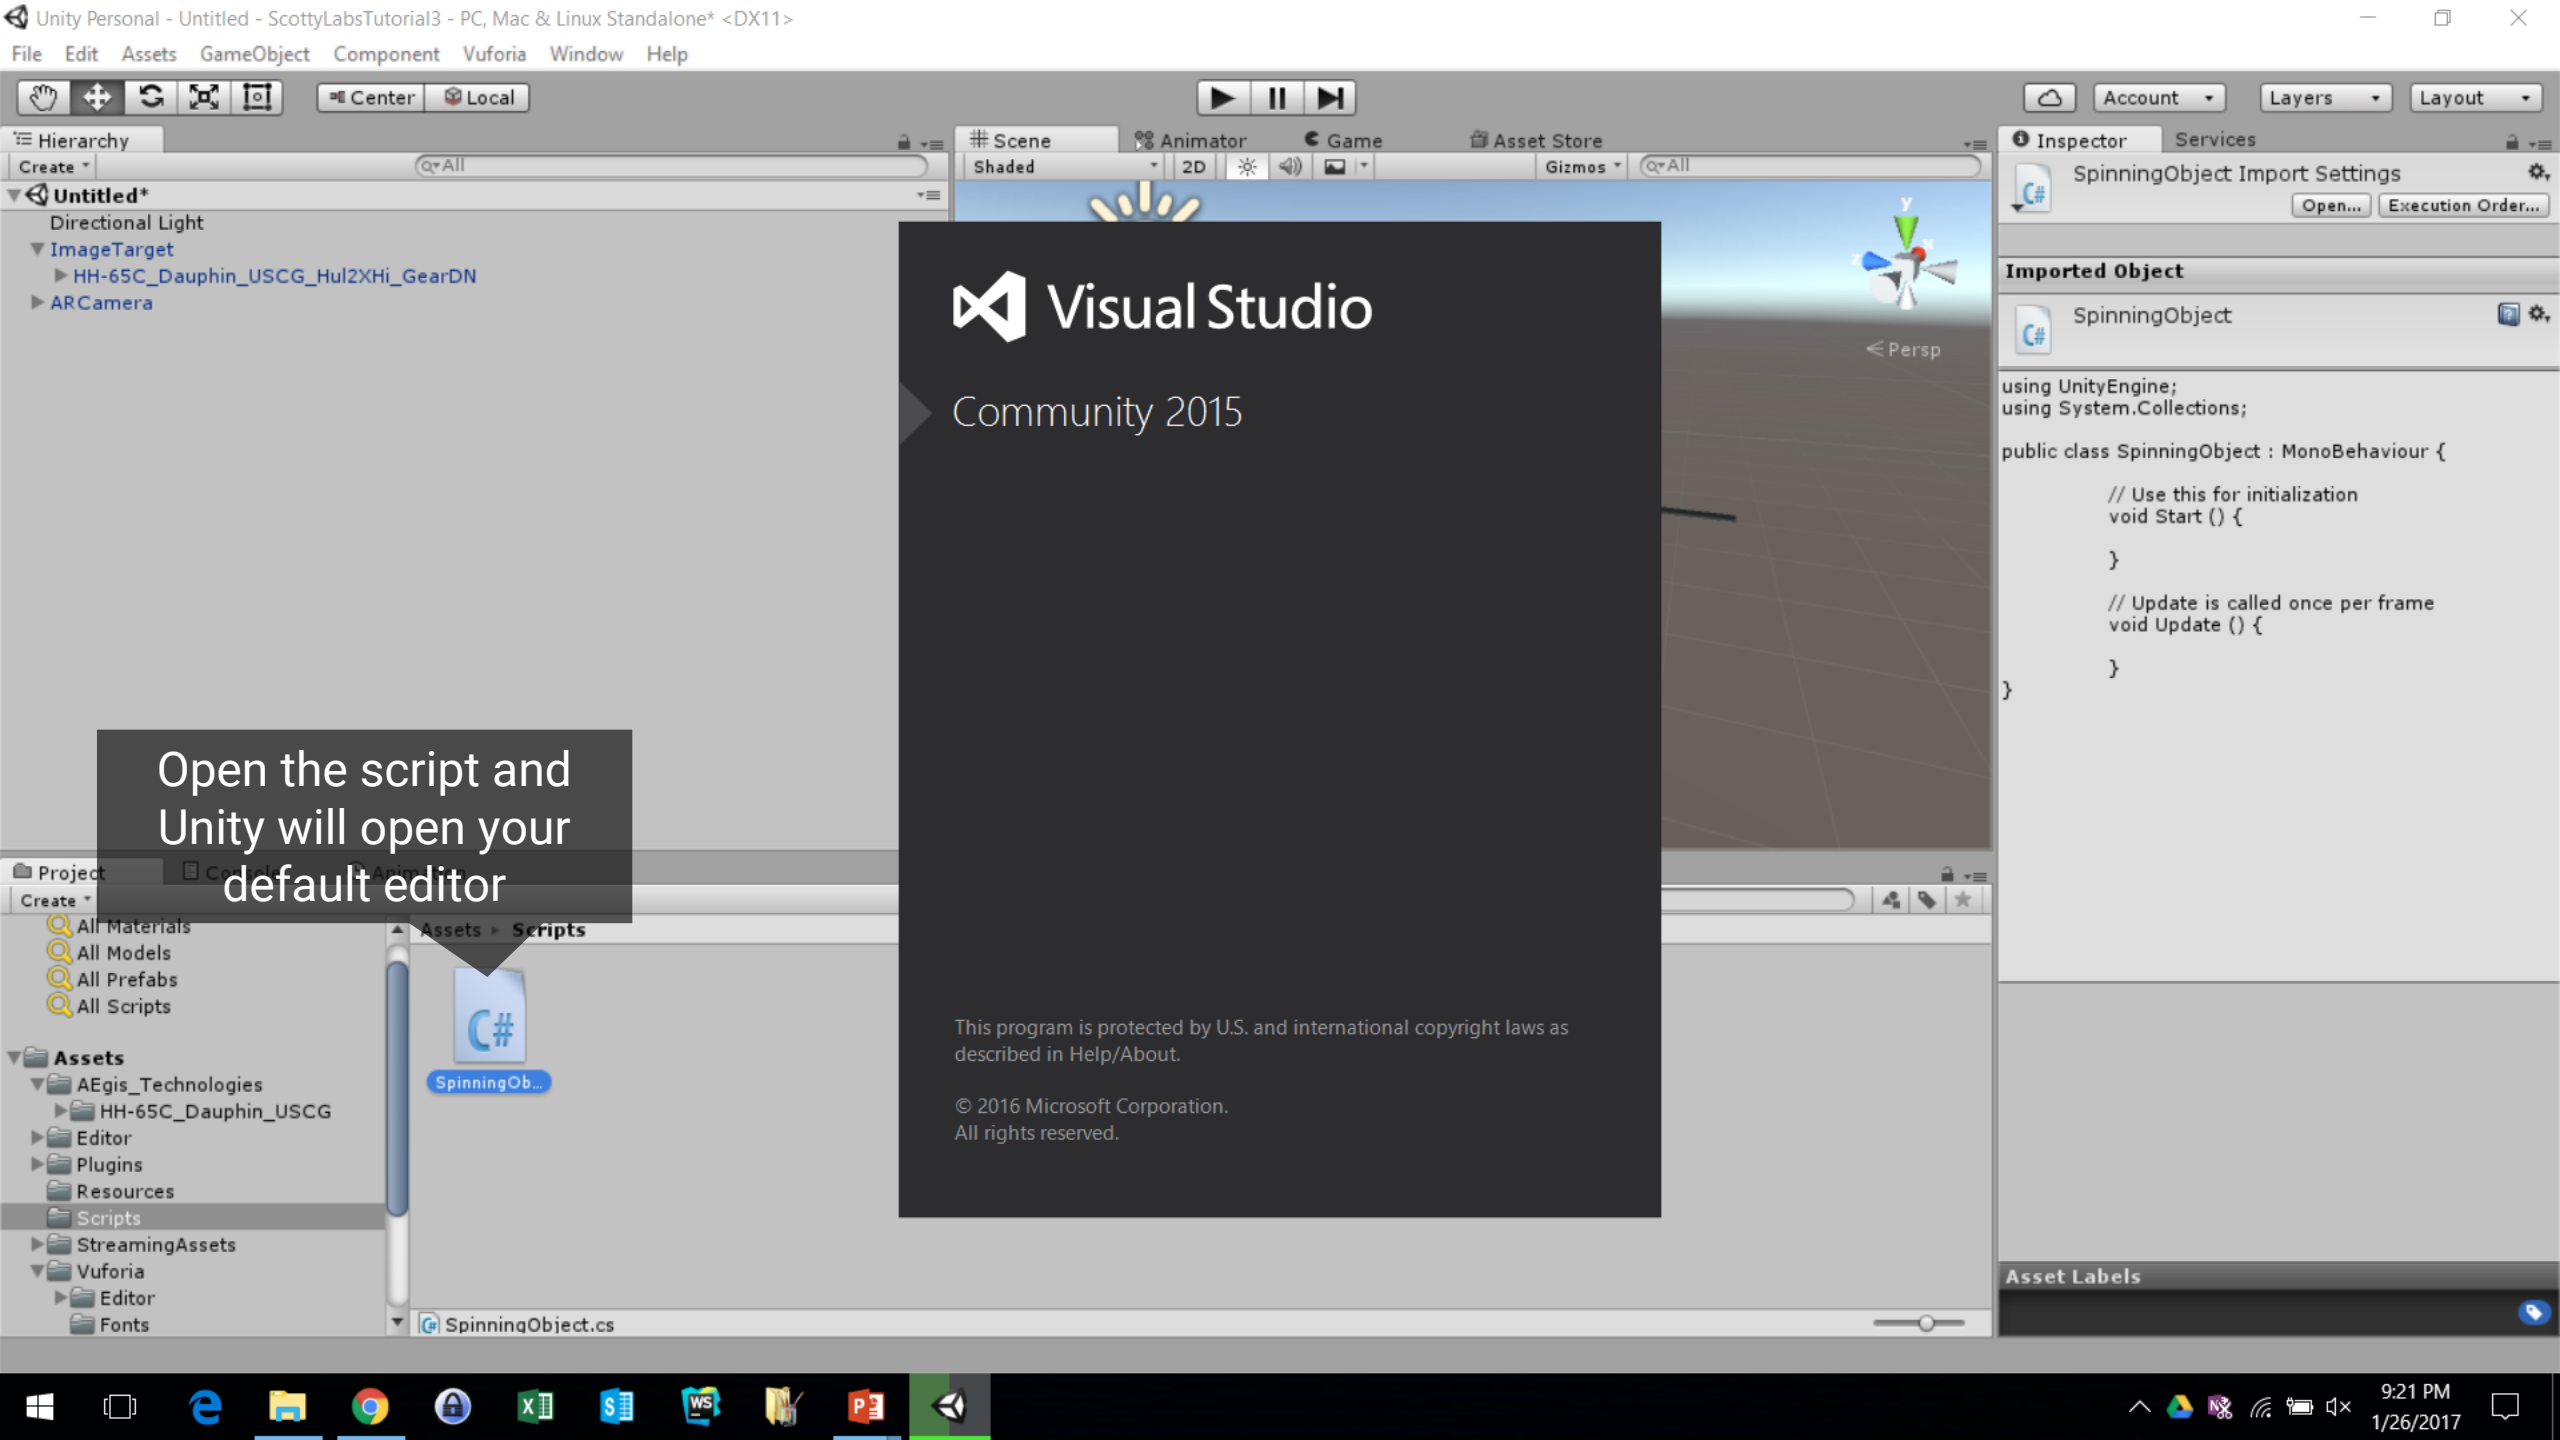 Unity Personal - Untitled - ScottyLabsTutorial3 - PC, Mac & Linux Standalone* <DX11>
File Edit Assets GameObject Component Vuforia Window Help
Center Local
Account Layers Layout
Hierarchy
Create All
Untitled*
Directional Light
ImageTarget
HH-65C_Dauphin_USCG_Hul2XHi_GearDN
ARCamera
Scene Animator Game Asset Store
Shaded 2D Gizmos All
y
x
z
Persp
Visual Studio
Community 2015
This program is protected by U.S. and international copyright laws as
described in Help/About.
© 2016 Microsoft Corporation.
All rights reserved.
Inspector Services
C#
SpinningObject Import Settings
Open... Execution Order...
Imported Object
C#
SpinningObject
using UnityEngine;
using System.Collections;
public class SpinningObject : MonoBehaviour {
// Use this for initialization
void Start () {
}
// Update is called once per frame
void Update () {
}
}
Asset Labels
Open the script and
Unity will open your
default editor
Project Console Animation
Create
All Materials
All Models
All Prefabs
All Scripts
Assets
AEgis_Technologies
HH-65C_Dauphin_USCG
Editor
Plugins
Resources
Scripts
StreamingAssets
Vuforia
Editor
Fonts
Assets Scripts
C#
SpinningOb...
SpinningObject.cs
9:21 PM
1/26/2017